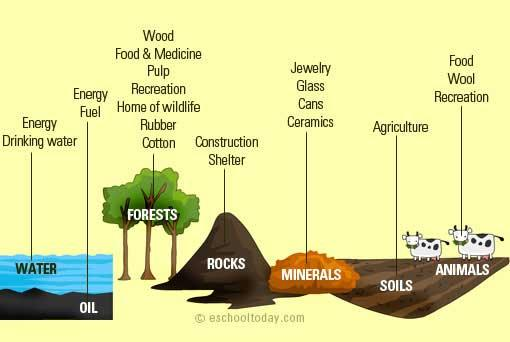 Energy
Drinking water
Energy
Fuel
Wood
Food & Medicine
Pulp
Recreation
Home of wildlife
Rubber
Cotton
Construction
Shelter
Jewelry
Glass
Cans
Ceramics
Agriculture
Food
Wool
Recreation
WATER
OIL
FORESTS
ROCKS
MINERALS
SOILS
ANIMALS
© eschooltoday.com